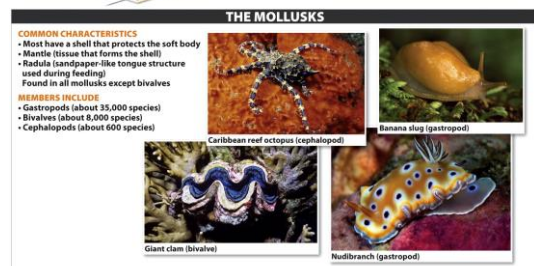 THE MOLLUSKS
COMMON CHARACTERISTICS
• Most have a shell that protects the soft body
• Mantle (tissue that forms the shell)
• Radula (sandpaper-like tongue structure
used during feeding)
Found in all mollusks except bivalves
MEMBERS INCLUDE
• Gastropods (about 35,000 species)
• Bivalves (about 8,000 species)
• Cephalopods (about 600 species)
Caribbean reef octopus (cephalopod)
Banana slug (gastropod)
Giant clam (bivalve)
Nudibranch (gastropod)